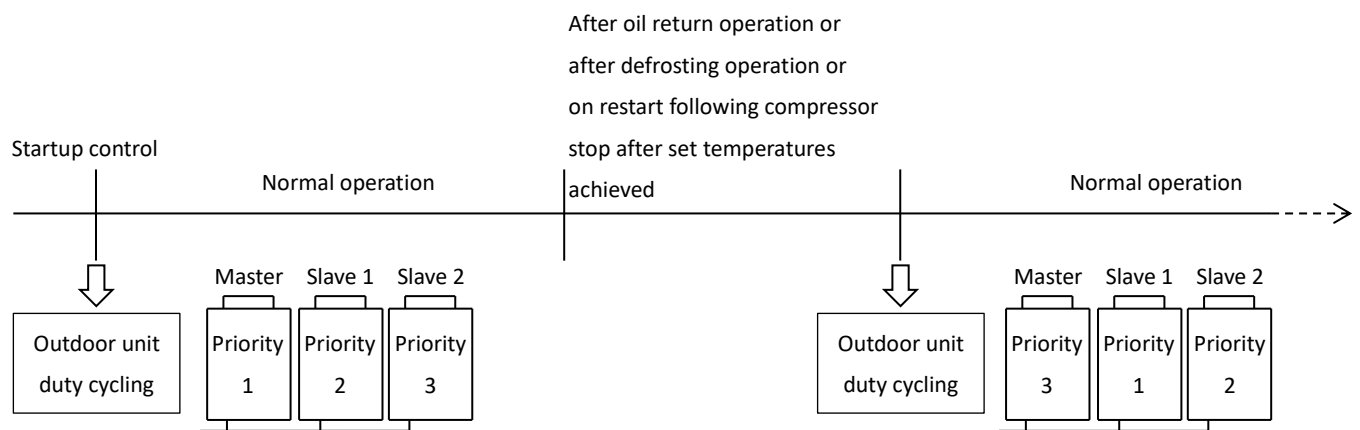 After oil return operation or
after defrosting operation or
on restart following compressor
stop after set temperatures
achieved
Startup control
Normal operation
Normal operation
Master Slave 1 Slave 2
Outdoor unit
duty cycling
Priority Priority Priority
1 2 3
Master Slave 1 Slave 2
Outdoor unit
duty cycling
Priority Priority Priority
3 1 2